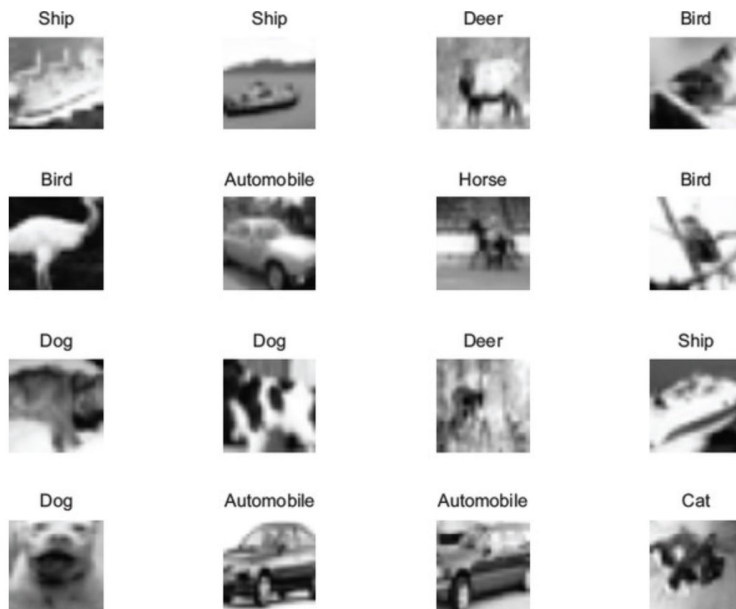 Ship Ship Deer Bird
Bird Automobile Horse Bird
Dog Dog Deer Ship
Dog Automobile Automobile Cat